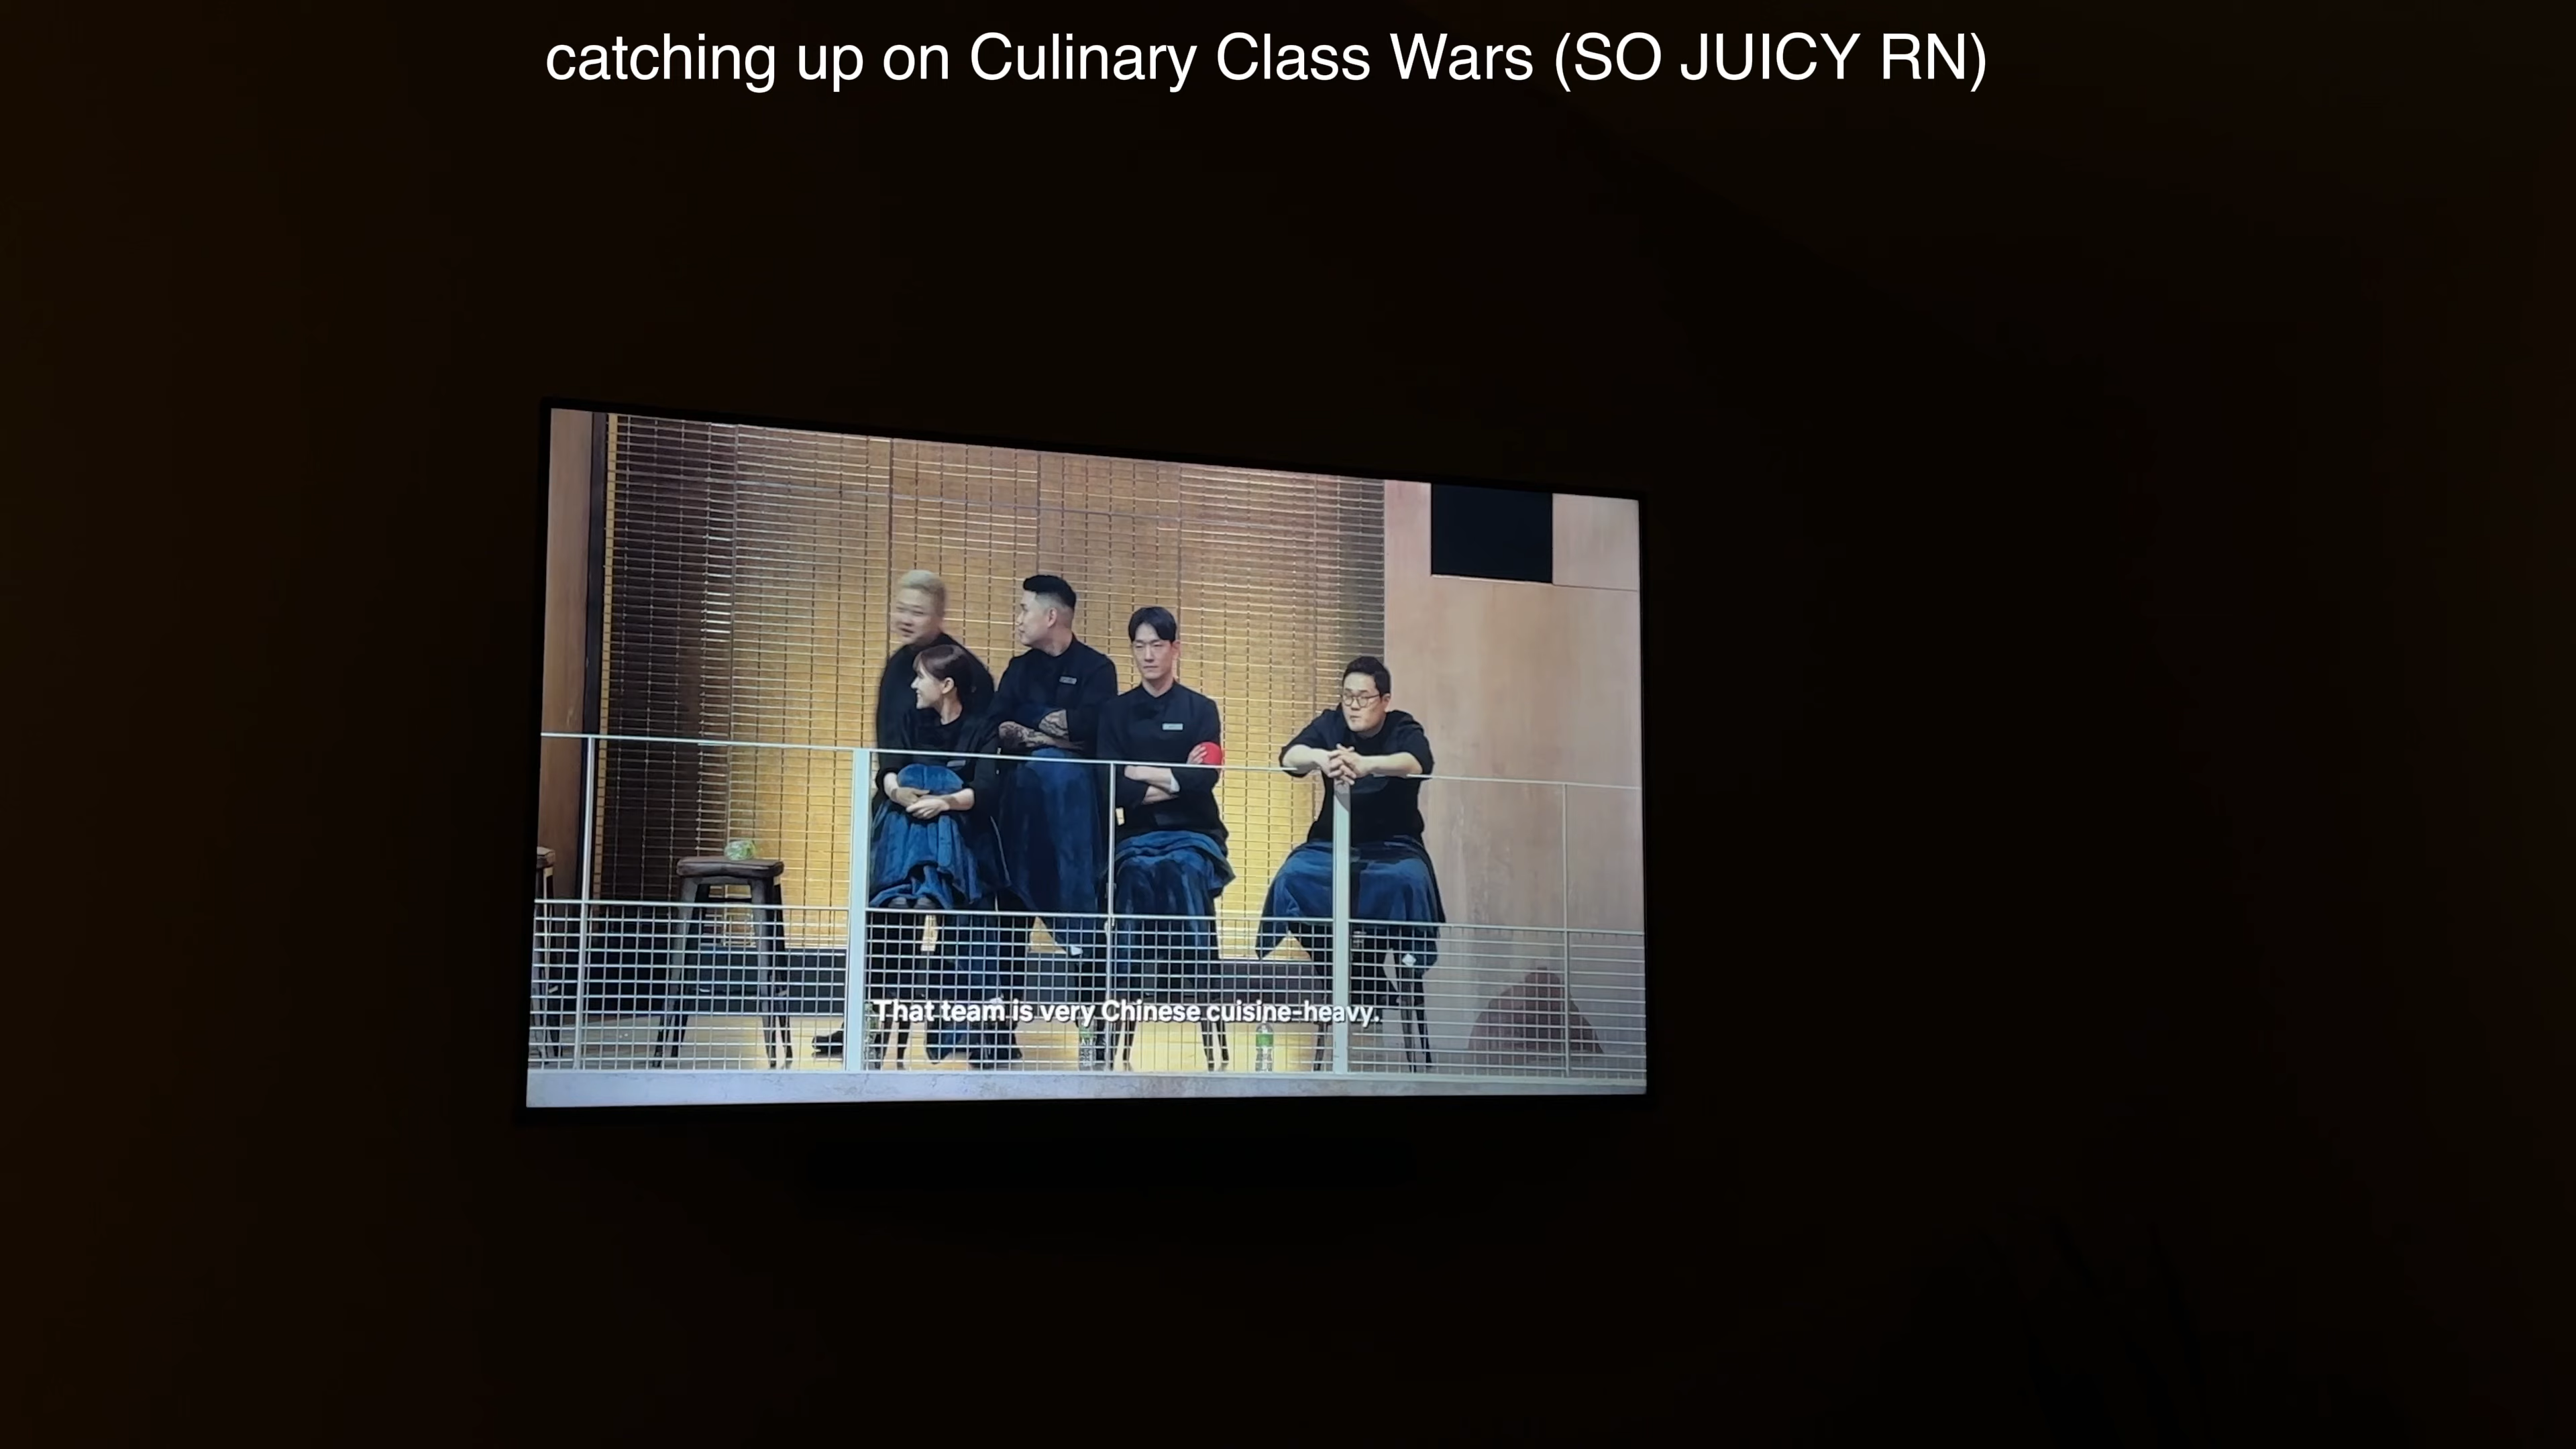 catching up on Culinary Class Wars (SO JUICY RN)
That team is very Chinese cuisine-heavy.